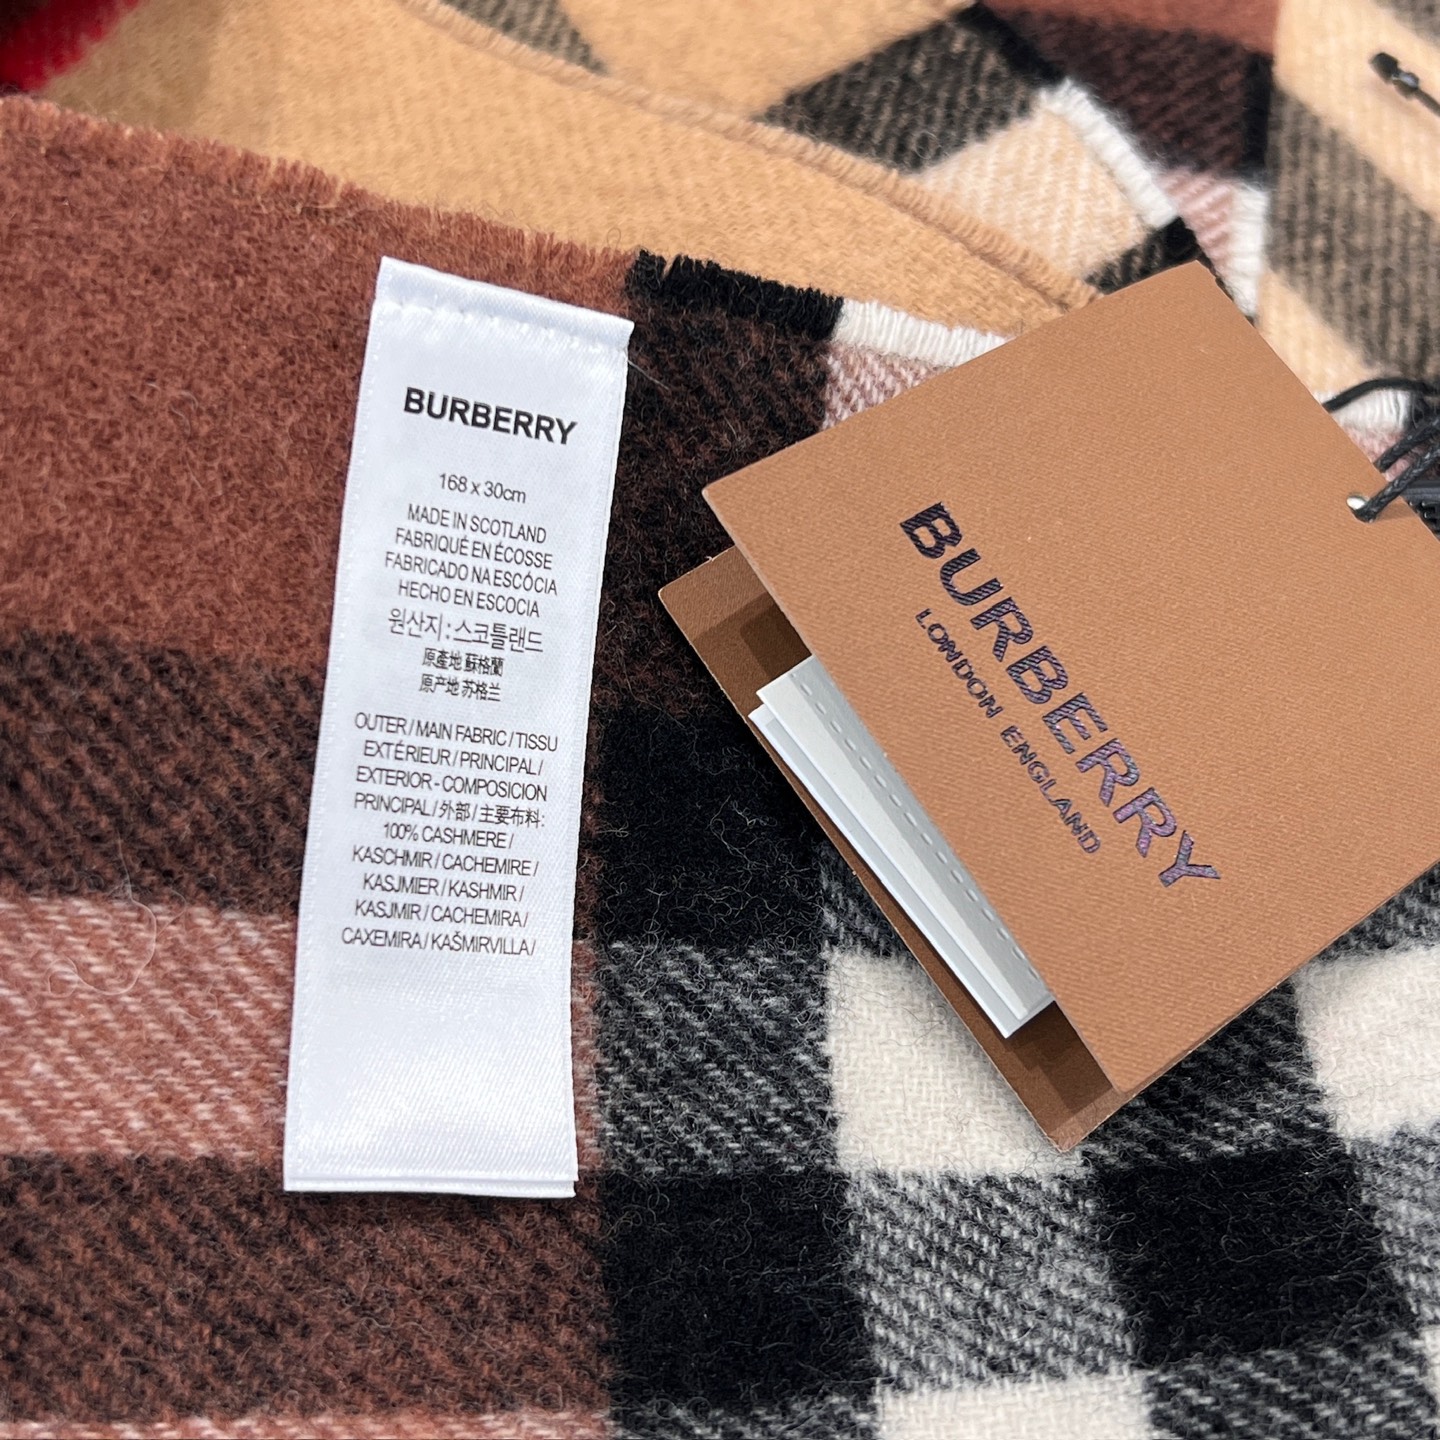 BURBERRY
168 x 30cm
MADE IN SCOTLAND
FABRIQUÉ EN ÉCOSSE
FABRICADO NA ESCÓCIA
HECHO EN ESCOCIA
원산지 : 스코틀랜드
原產地 蘇格蘭
原产地 苏格兰
OUTER / MAIN FABRIC / TISSU
EXTÉRIEUR / PRINCIPAL /
EXTERIOR - COMPOSICION
PRINCIPAL / 外部 / 主要布料:
100% CASHMERE /
KASCHMIR / CACHEMIRE /
KASJMIER / KASHMIR /
KASJMIR / CACHEMIRA /
CAXEMIRA / KAŠMIRVILLA /
BURBERRY
LONDON ENGLAND